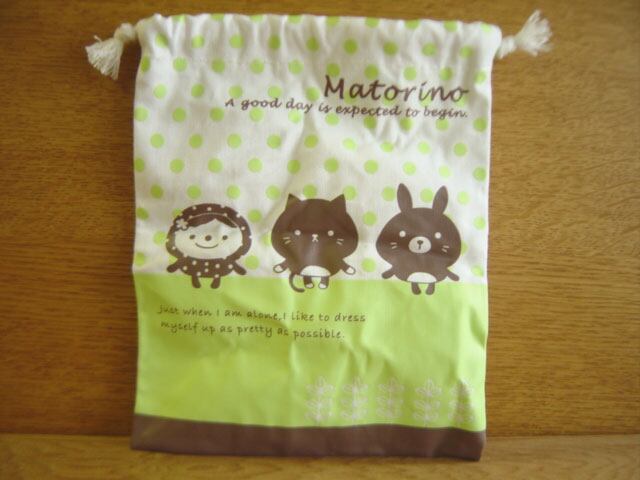 Matorino
A good day is expected to begin.
just when I am alone,I like to dress
myself up as pretty as possible.